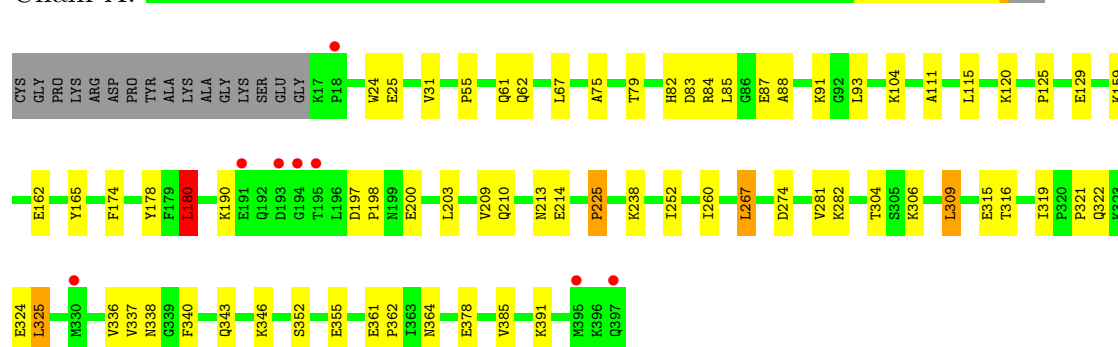 Chain A:
CYS GLY PRO LYS ARG ASP PRO TYR ALA LYS ALA GLY LYS SER GLU GLY K17 P18 W24 E25 V31 P55 Q61 Q62 L67 A75 T79 H82 D83 R84 L85 G86 E87 A88 K91 G92 L93 K104 A111 L115 K120 P125 E129 K159
E162 Y165 F174 Y178 F179 L180 K190 E191 Q192 D193 G194 T195 L196 D197 P198 N199 E200 L203 V209 Q210 N213 E214 P225 K238 I252 I260 L267 D274 V281 K282 T304 S305 K306 L309 E315 T316 I319 P320 P321 Q322 K323
E324 L325 M330 V336 V337 N338 G339 F340 Q343 K346 S352 E355 E361 P362 I363 N364 E378 V385 K391 M395 K396 Q397